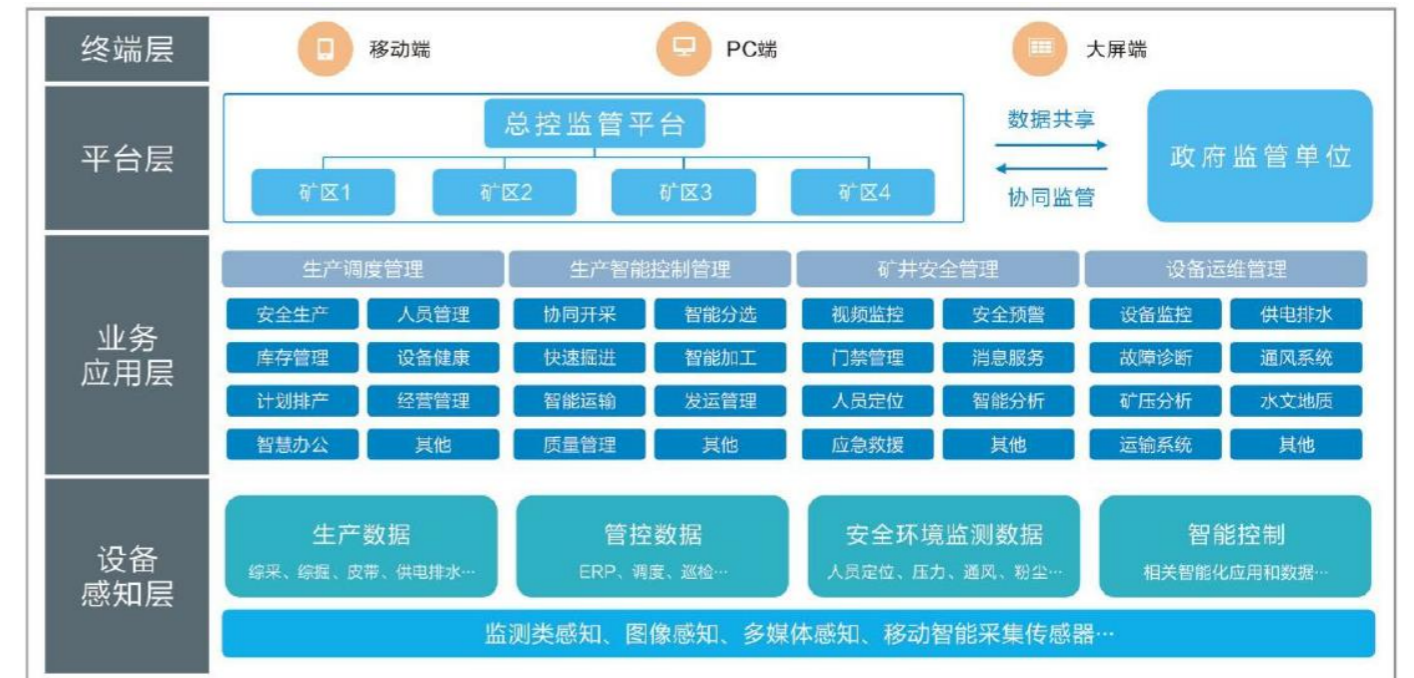 终端层
移动端
PC端
大屏端
平台层
总控监管平台
矿区1
矿区2
矿区3
矿区4
数据共享
协同监管
政府监管单位
业务
应用层
生产调度管理
生产智能控制管理
矿井安全管理
设备运维管理
安全生产 人员管理 协同开采 智能分选 视频监控 安全预警 设备监控 供电排水
库存管理 设备健康 快速掘进 智能加工 门禁管理 消息服务 故障诊断 通风系统
计划排产 经营管理 智能运输 发运管理 人员定位 智能分析 矿压分析 水文地质
智慧办公 其他 质量管理 其他 应急救援 其他 运输系统 其他
设备
感知层
生产数据
综采、综掘、皮带、供电排水…
管控数据
ERP、调度、巡检…
安全环境监测数据
人员定位、压力、通风、粉尘…
智能控制
相关智能化应用和数据…
监测类感知、图像感知、多媒体感知、移动智能采集传感器…